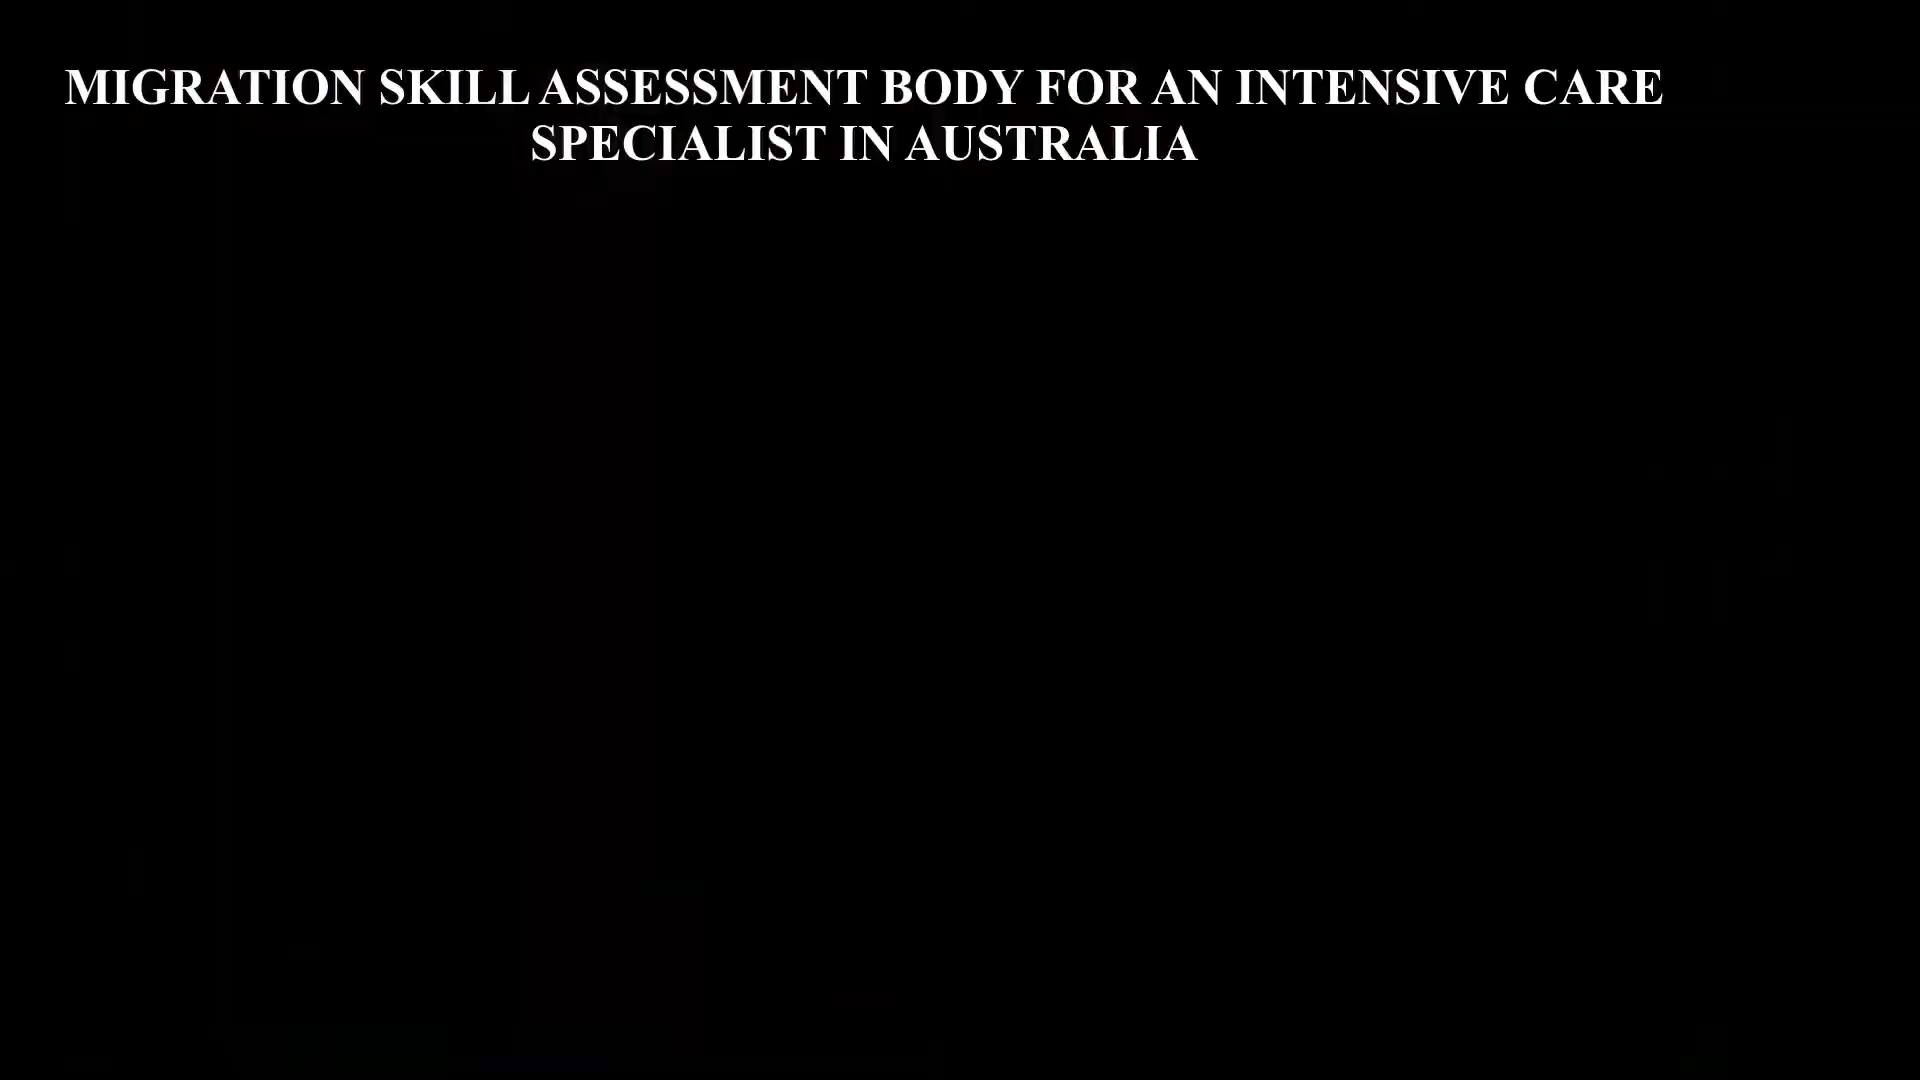 MIGRATION SKILL ASSESSMENT BODY FOR AN INTENSIVE CARE
SPECIALIST IN AUSTRALIA